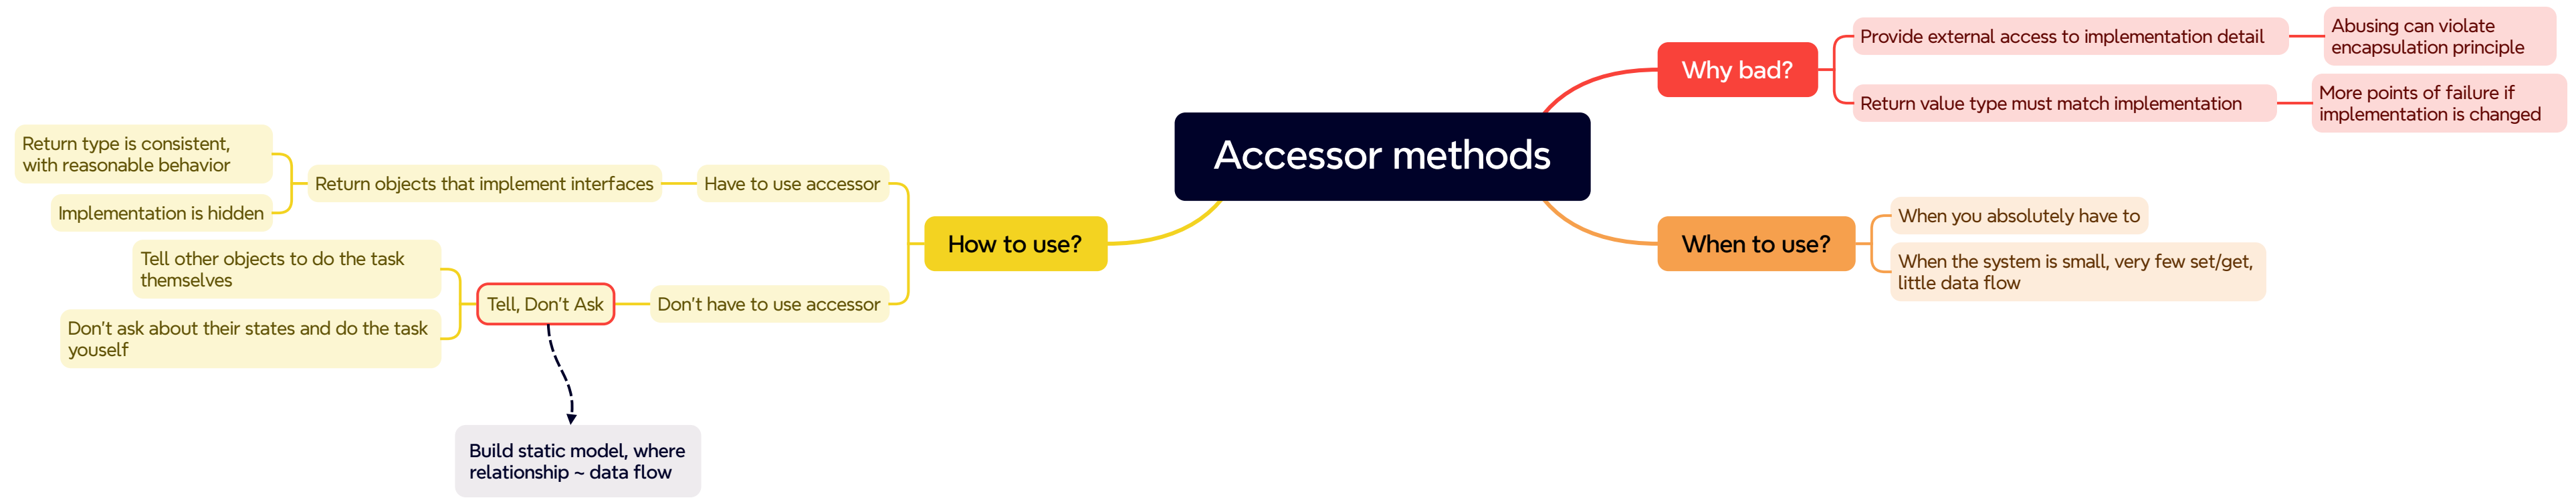 Accessor methods
Why bad?
Provide external access to implementation detail
Abusing can violate
encapsulation principle
Return value type must match implementation
More points of failure if
implementation is changed
When to use?
When you absolutely have to
When the system is small, very few set/get,
little data flow
How to use?
Have to use accessor
Return objects that implement interfaces
Return type is consistent,
with reasonable behavior
Implementation is hidden
Don't have to use accessor
Tell, Don't Ask
Tell other objects to do the task
themselves
Don't ask about their states and do the task
youself
Build static model, where
relationship ~ data flow